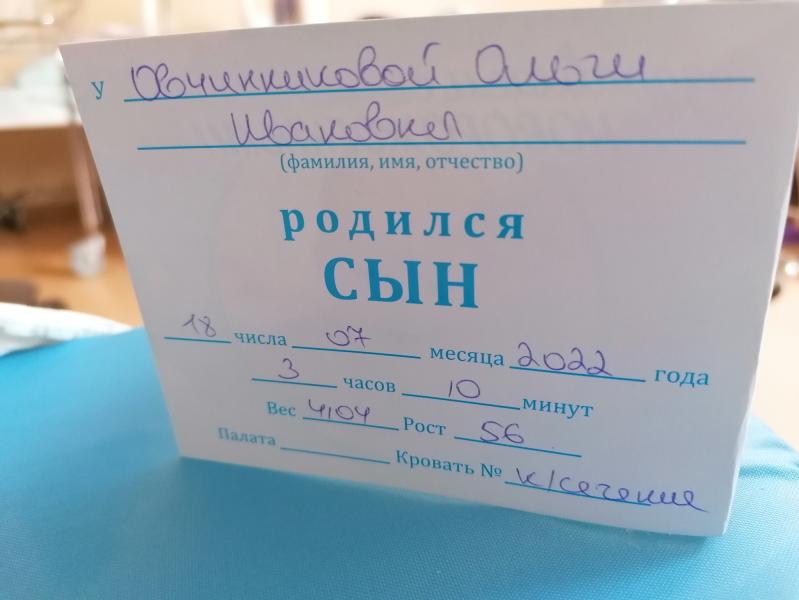 у Овчинниковой Ольги
Ивановны
(фамилия, имя, отчество)
родился
СЫН
18 числа 07 месяца 2022 года
3 часов 10 минут
Вес 4104 Рост 56
Палата Кровать № к/сечение